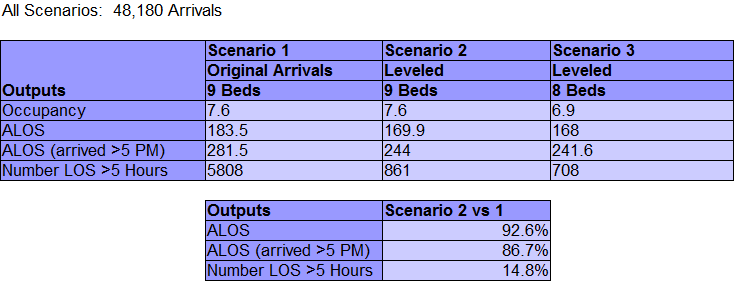 All Scenarios: 48,180 Arrivals
Scenario 1 Scenario 2 Scenario 3
Original Arrivals Leveled Leveled
Outputs 9 Beds 9 Beds 8 Beds
Occupancy 7.6 7.6 6.9
ALOS 183.5 169.9 168
ALOS (arrived >5 PM) 281.5 244 241.6
Number LOS >5 Hours 5808 861 708
Outputs Scenario 2 vs 1
ALOS 92.6%
ALOS (arrived >5 PM) 86.7%
Number LOS >5 Hours 14.8%